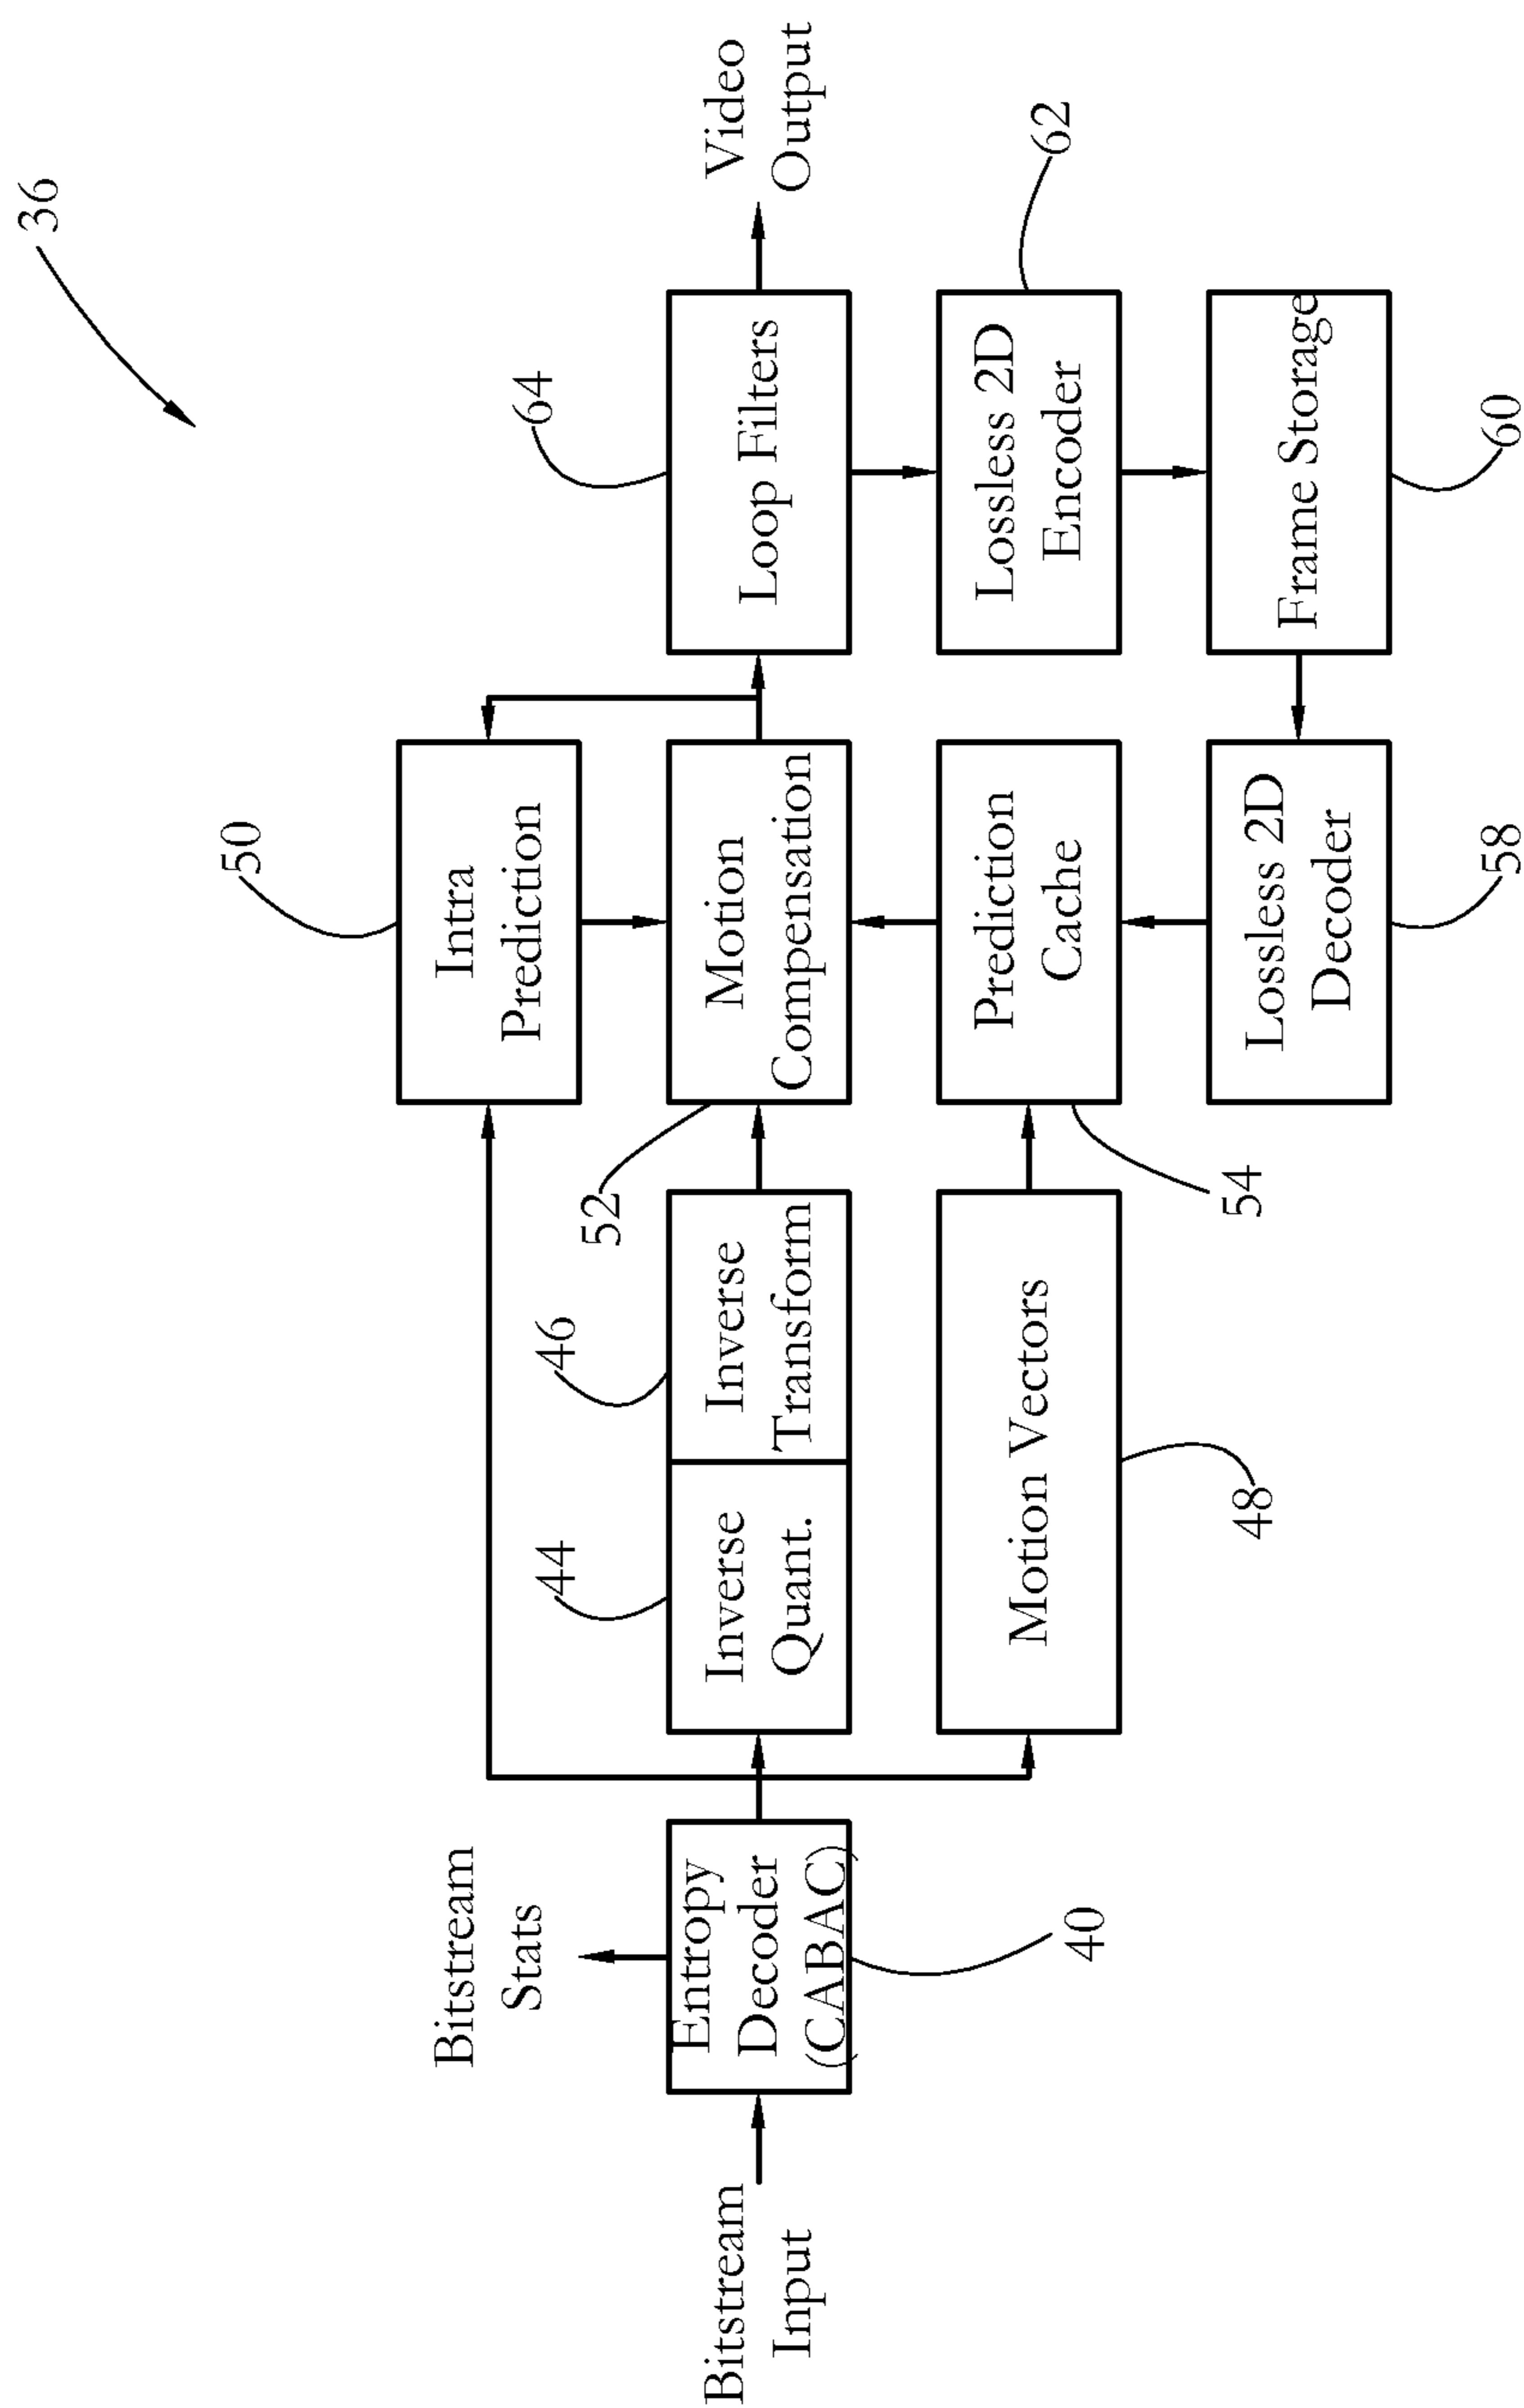 36
50
Intra
Prediction
64
Loop Filters
Video
Output
Bitstream
Stats
44
46
52
Bitstream
Input
Entropy
Decoder
(CABAC)
40
Inverse
Quant.
Inverse
Transform
Motion
Compensation
Motion Vectors
48
Prediction
Cache
54
Lossless 2D
Encoder
62
Lossless 2D
Decoder
58
Frame Storage
60